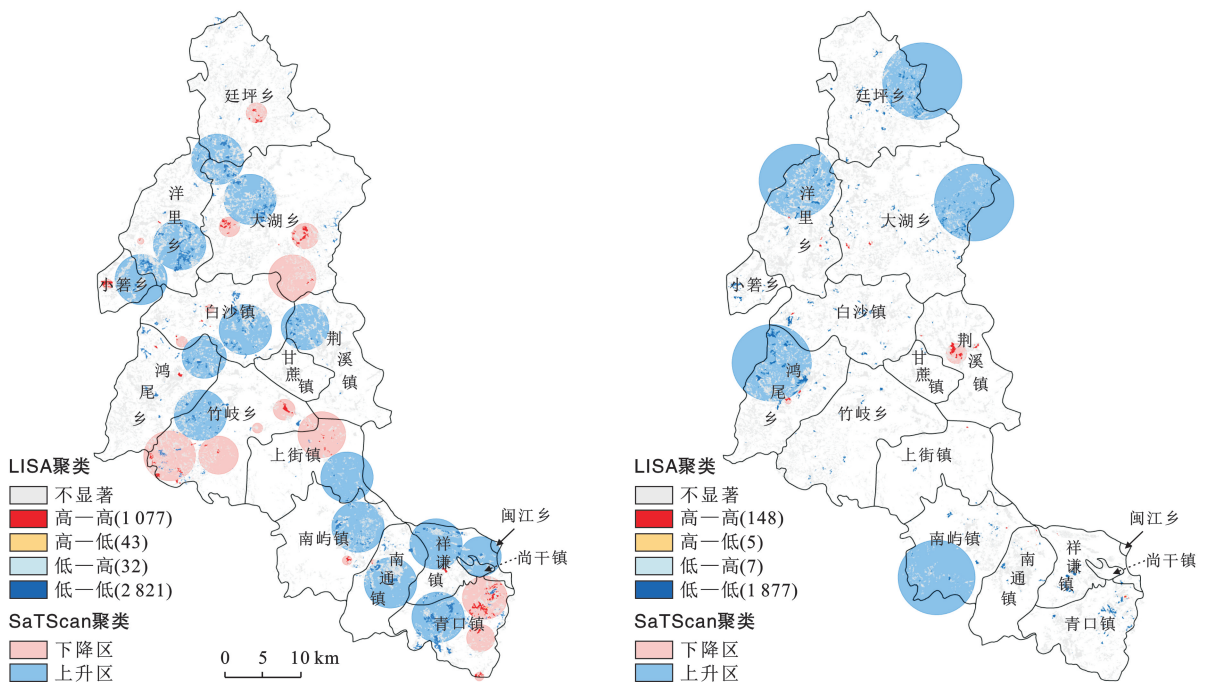 廷坪乡
洋里乡
大湖乡
小箬乡
白沙镇
荆溪镇
甘蔗镇
鸿尾乡
竹岐乡
上街镇
南屿镇
南通镇
祥谦镇
闽江乡
尚干镇
青口镇
LISA聚类
不显著
高—高(1 077)
高—低(43)
低—高(32)
低—低(2 821)
SaTScan聚类
下降区
上升区
0 5 10 km
廷坪乡
洋里乡
大湖乡
小箬乡
白沙镇
荆溪镇
甘蔗镇
鸿尾乡
竹岐乡
上街镇
南屿镇
南通镇
祥谦镇
闽江乡
尚干镇
青口镇
LISA聚类
不显著
高—高(148)
高—低(5)
低—高(7)
低—低(1 877)
SaTScan聚类
下降区
上升区